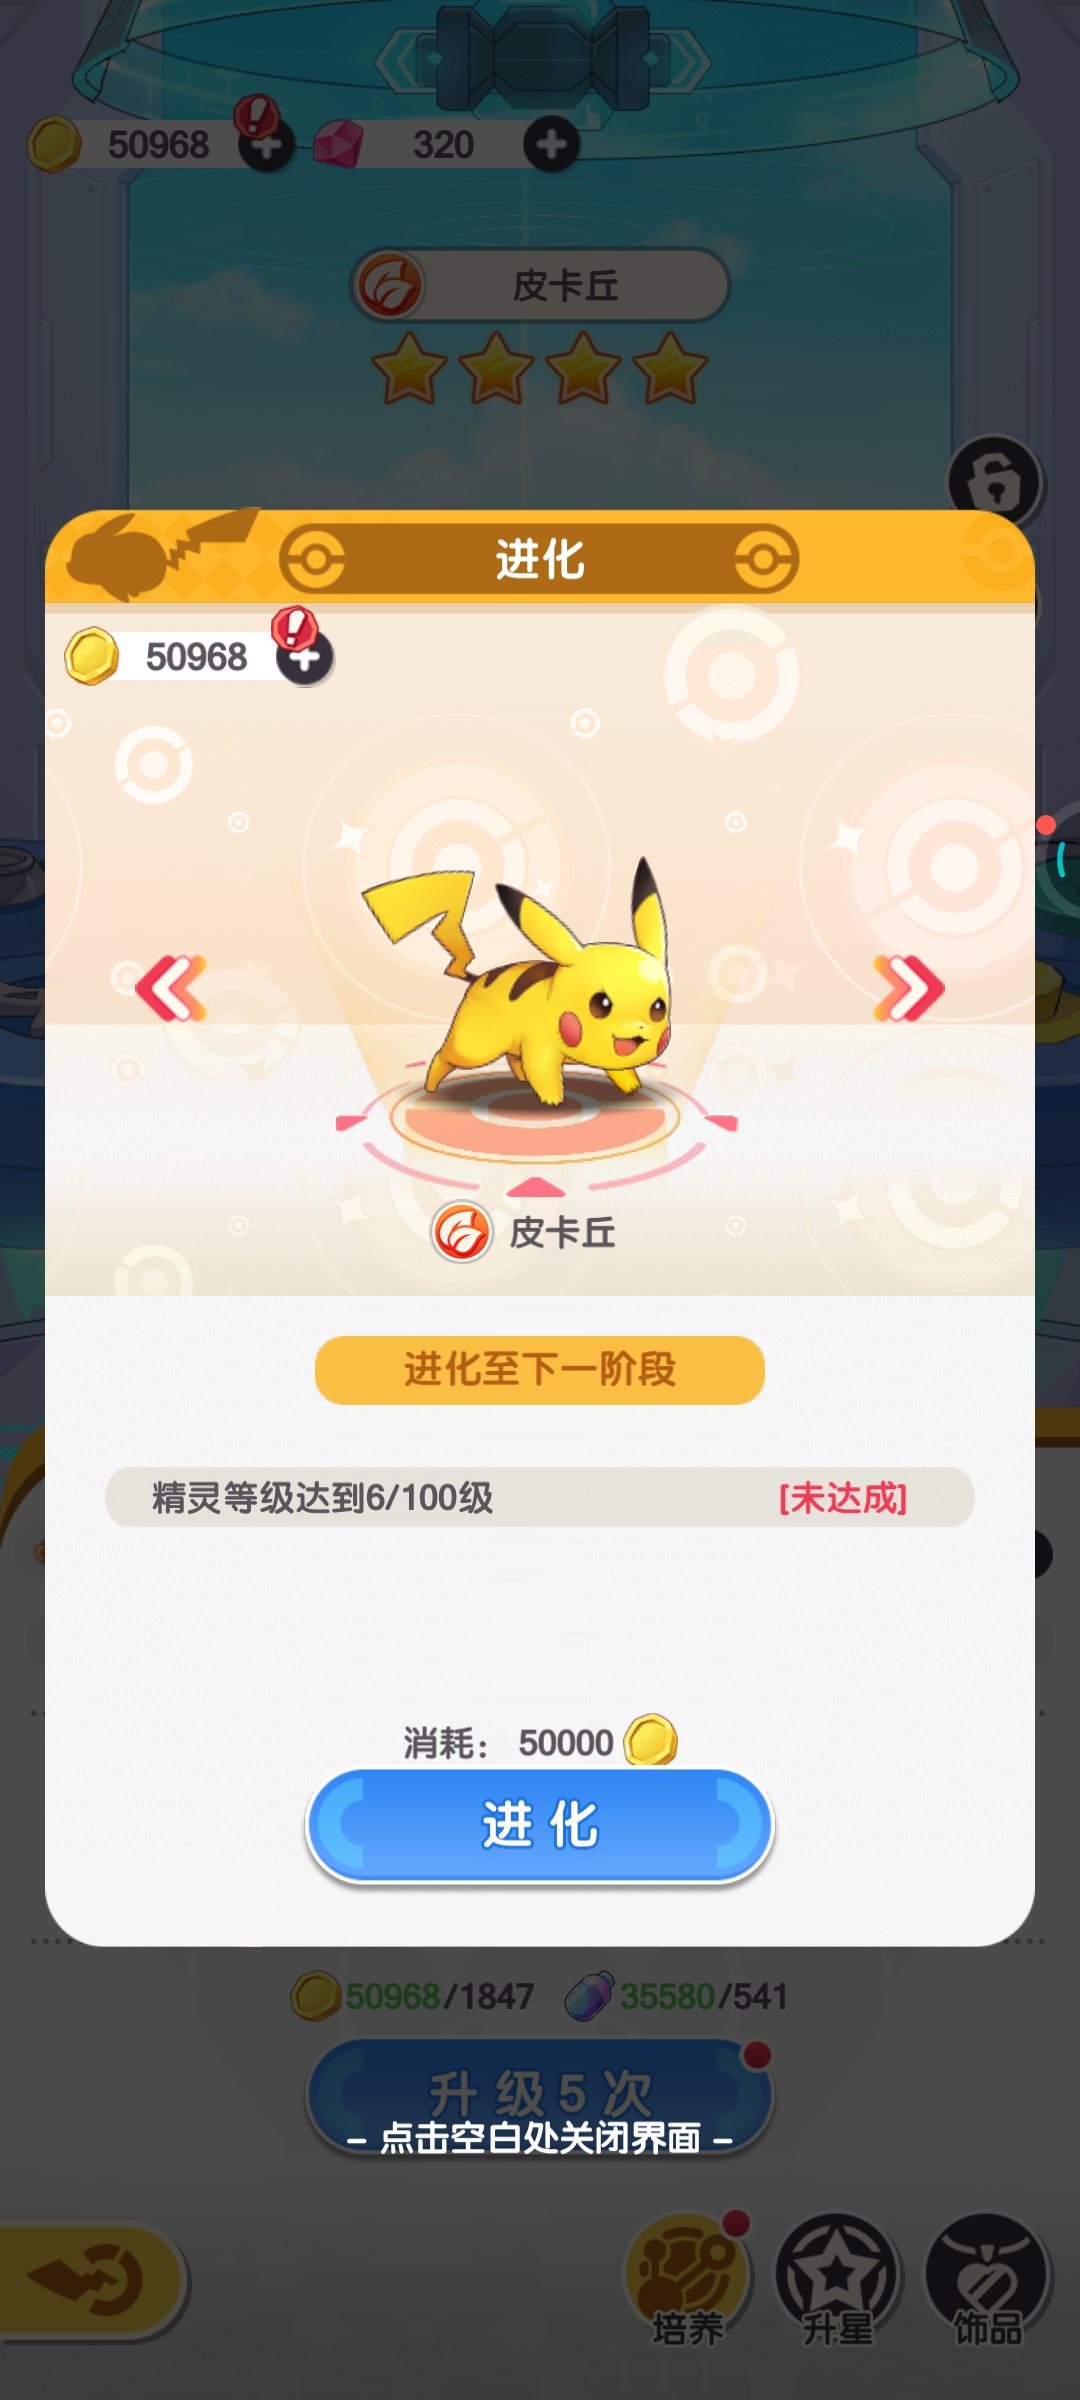 50968
320
皮卡丘
进化
50968
皮卡丘
进化至下一阶段
精灵等级达到6/100级 [未达成]
消耗: 50000
进化
50968/1847 35580/541
升级5次
- 点击空白处关闭界面 -
培养 升星 饰品